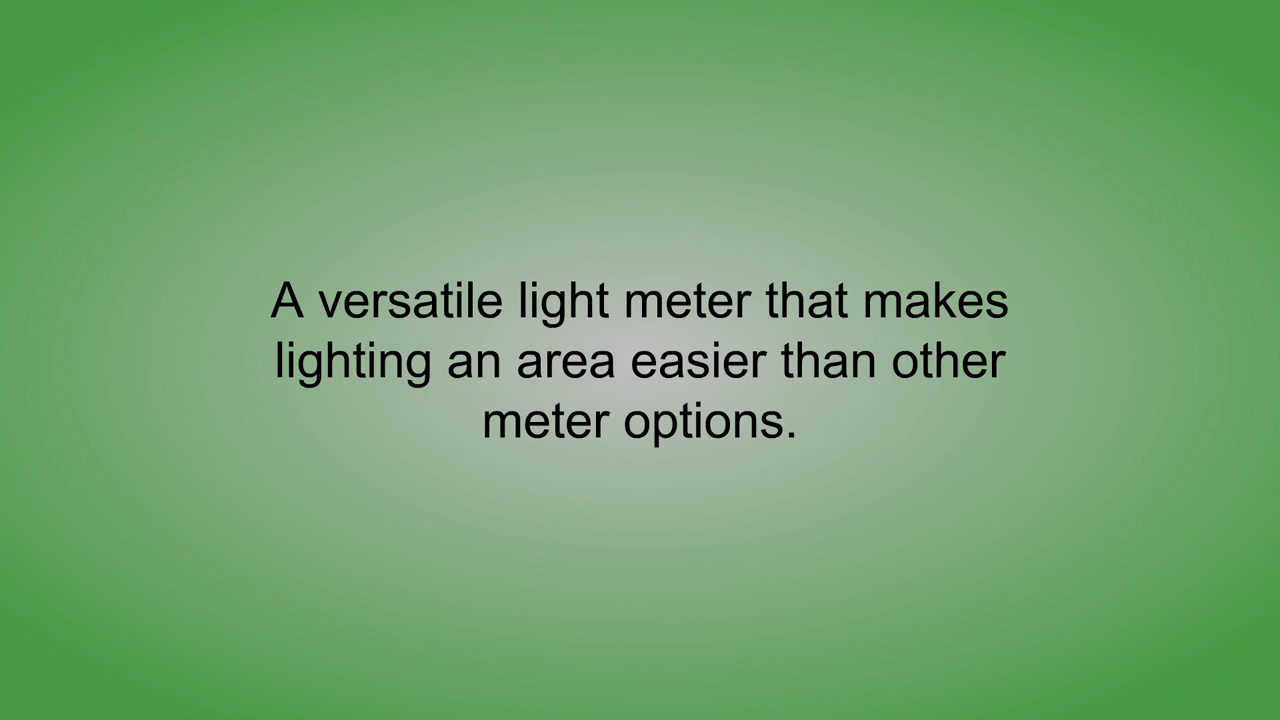 A versatile light meter that makes
lighting an area easier than other
meter options.